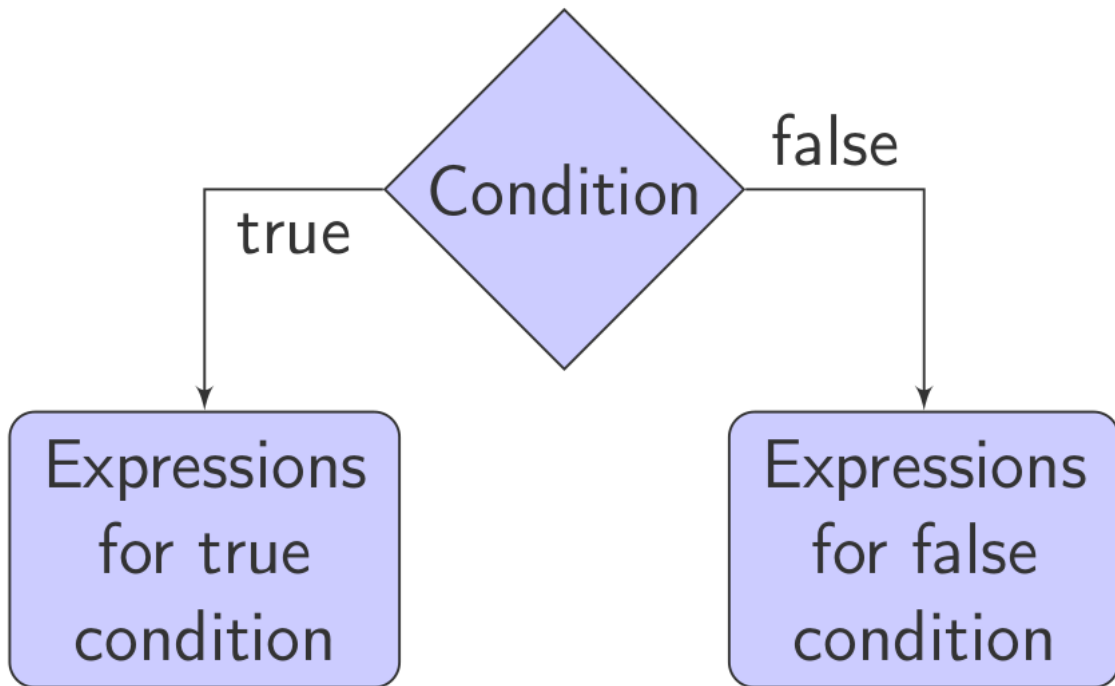 Condition
true
false
Expressions
for true
condition
Expressions
for false
condition